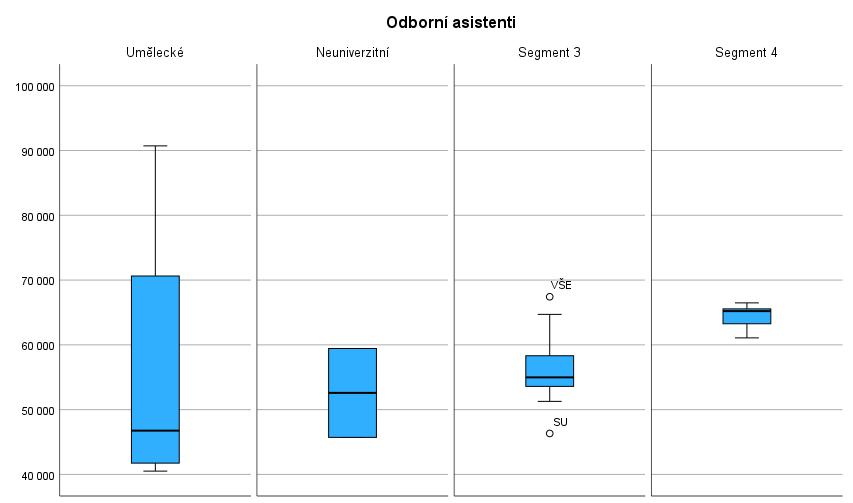 Odborní asistenti
Umělecké Neuniverzitní Segment 3 Segment 4
100 000
90 000
80 000
70 000
60 000
50 000
40 000
VŠE
SU